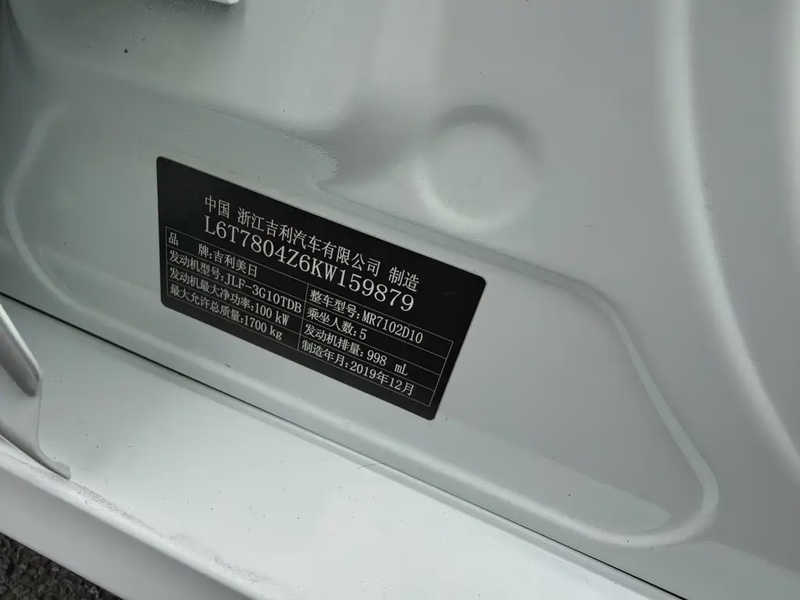 中国 浙江吉利汽车有限公司 制造
L6T7804Z6KW159879
品 牌:吉利美日
发动机型号:JLF-3G10TDB 整车型号:MR7102D10
发动机最大净功率:100 kW 乘坐人数:5
最大允许总质量:1700 kg 发动机排量:998 mL
制造年月:2019年12月